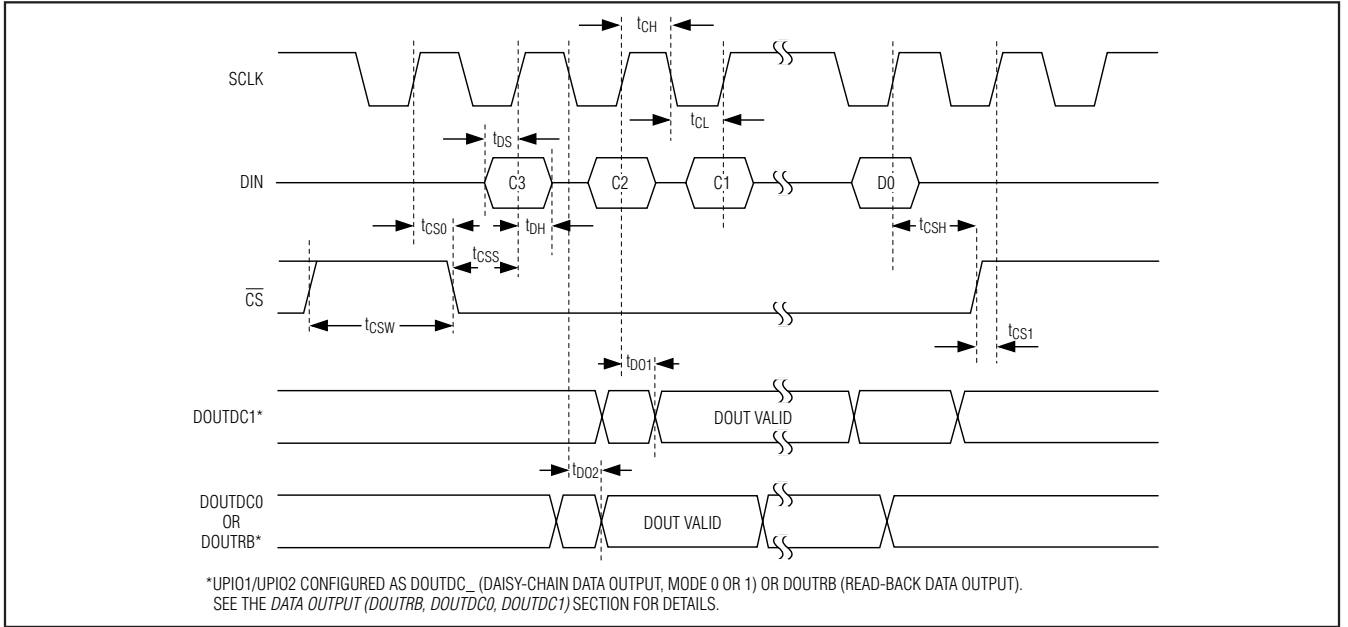 tCH
SCLK
tCL
tDS
DIN
C3
C2
C1
D0
tCS0
tDH
tCSH
tCSS
CS
tCSW
tCS1
tDO1
DOUTDC1*
DOUT VALID
tDO2
DOUTDC0
OR
DOUTRB*
DOUT VALID
*UPIO1/UPIO2 CONFIGURED AS DOUTDC_ (DAISY-CHAIN DATA OUTPUT, MODE 0 OR 1) OR DOUTRB (READ-BACK DATA OUTPUT).
SEE THE DATA OUTPUT (DOUTRB, DOUTDC0, DOUTDC1) SECTION FOR DETAILS.